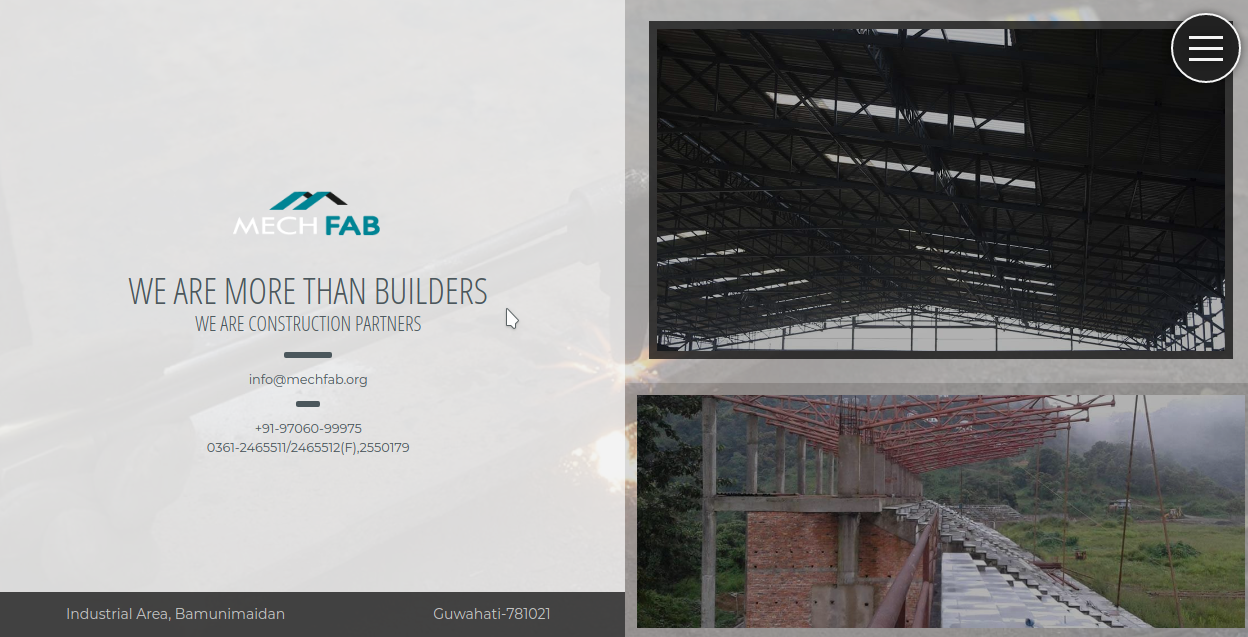 MECH FAB
WE ARE MORE THAN BUILDERS
WE ARE CONSTRUCTION PARTNERS
info@mechfab.org
+91-97060-99975
0361-2465511/2465512(F),2550179
Industrial Area, Bamunimaidan
Guwahati-781021